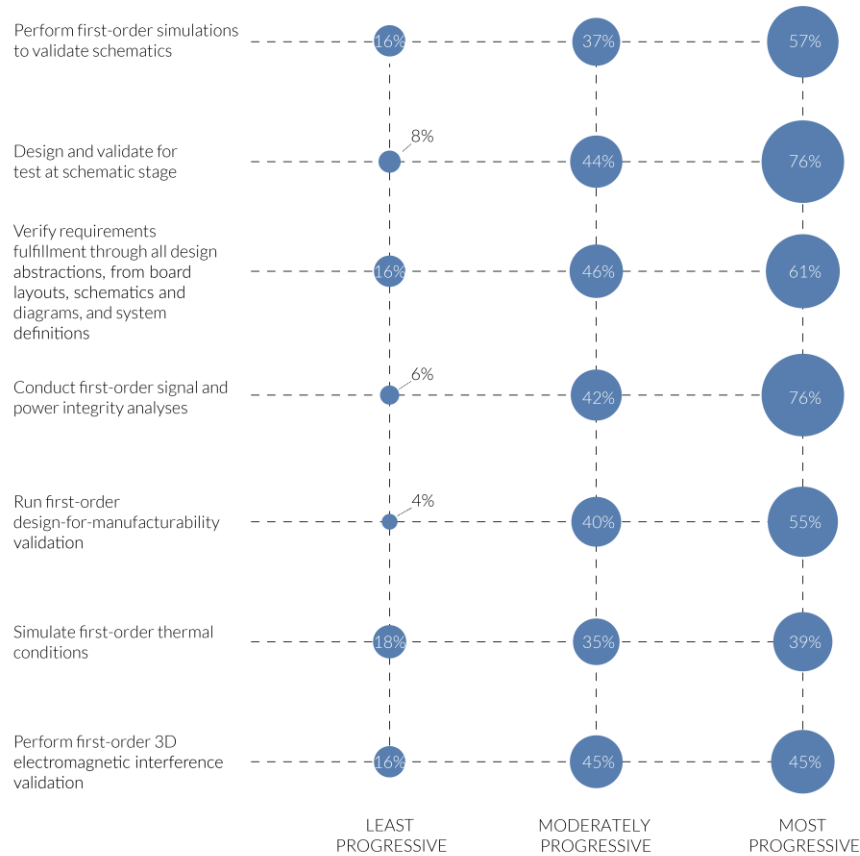 Perform first-order simulations
to validate schematics
16%
37%
57%
8%
Design and validate for
test at schematic stage
44%
76%
Verify requirements
fulfillment through all design
abstractions, from board
layouts, schematics and
diagrams, and system
definitions
16%
46%
61%
6%
Conduct first-order signal and
power integrity analyses
42%
76%
4%
Run first-order
design-for-manufacturability
validation
40%
55%
Simulate first-order thermal
conditions
18%
35%
39%
Perform first-order 3D
electromagnetic interference
validation
16%
45%
45%
LEAST
PROGRESSIVE
MODERATELY
PROGRESSIVE
MOST
PROGRESSIVE